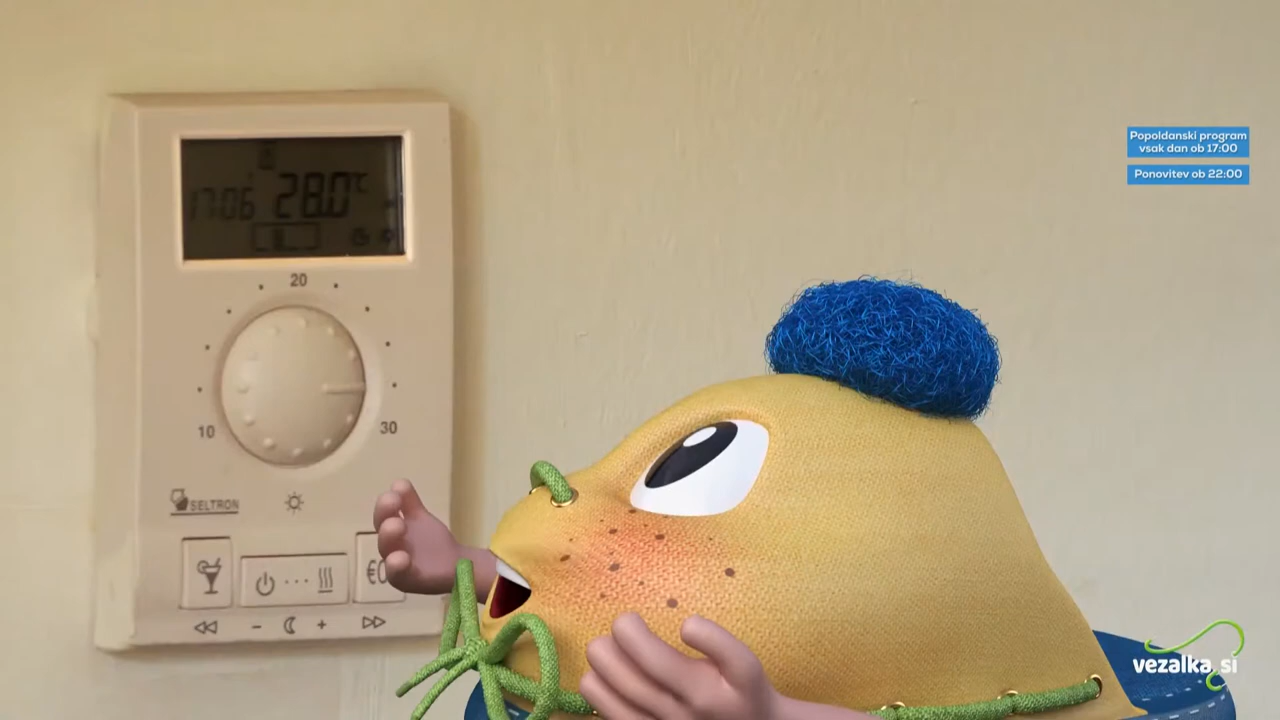 Popoldanski program
vsak dan ob 17:00
Ponovitev ob 22:00
17:06 28.0°C
20
10
30
SELTRON
€
− +
vezalka.si